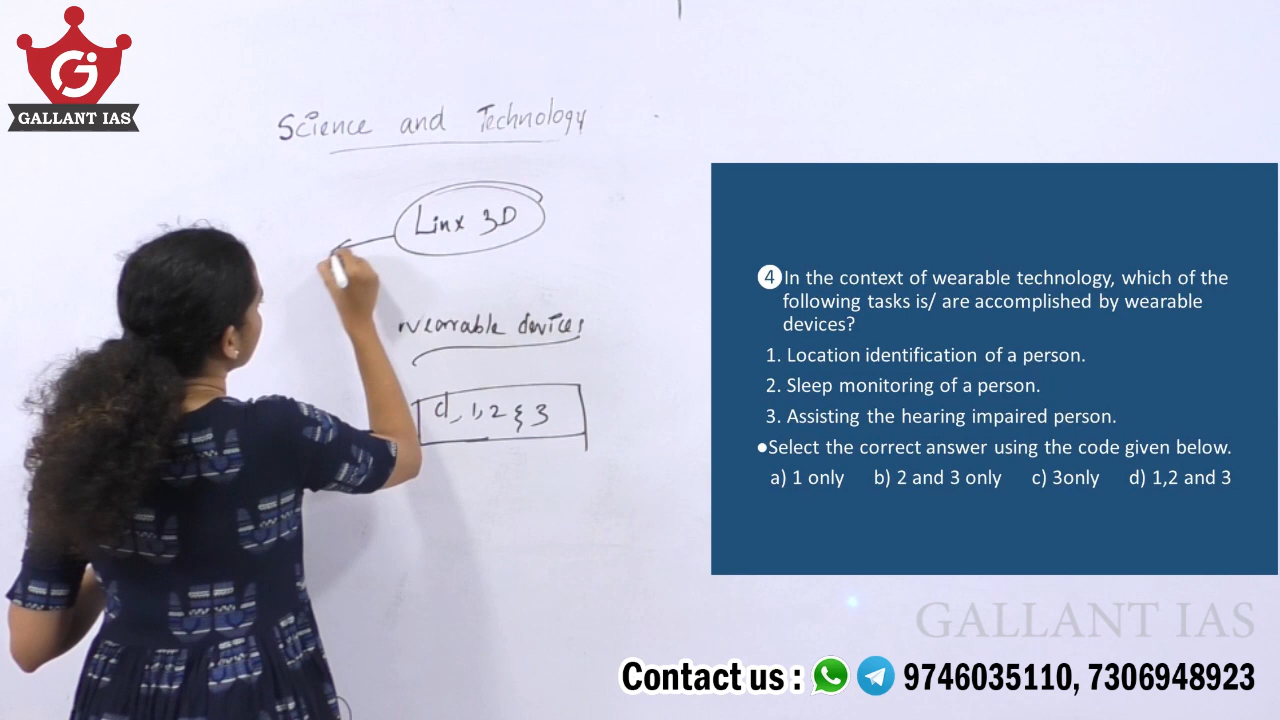 GALLANT IAS
Science and Technology
Linx 3D
wearable devices
d, 1, 2 & 3
4 In the context of wearable technology, which of the
following tasks is/ are accomplished by wearable
devices?
1. Location identification of a person.
2. Sleep monitoring of a person.
3. Assisting the hearing impaired person.
●Select the correct answer using the code given below.
a) 1 only b) 2 and 3 only c) 3only d) 1,2 and 3
GALLANT IAS
Contact us : 9746035110, 7306948923